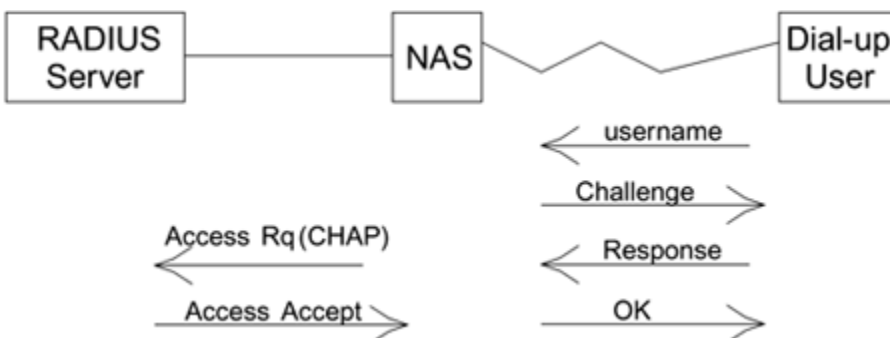 RADIUS
Server
NAS
Dial-up
User
username
Challenge
Access Rq (CHAP)
Response
Access Accept
OK